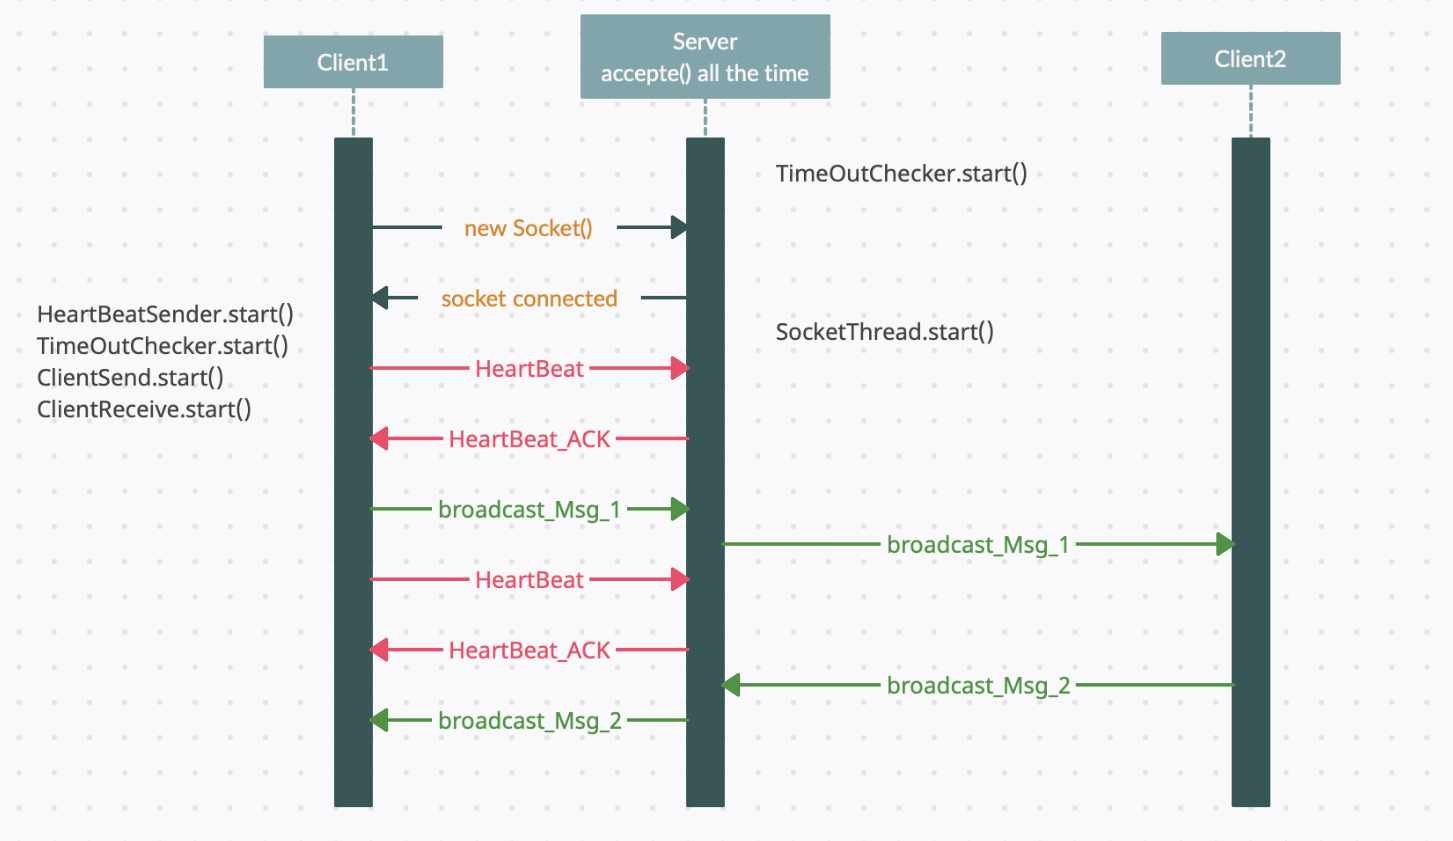 Client1
Server
accepte() all the time
Client2
TimeOutChecker.start()
new Socket()
socket connected
HeartBeatSender.start()
TimeOutChecker.start()
ClientSend.start()
ClientReceive.start()
SocketThread.start()
HeartBeat
HeartBeat_ACK
broadcast_Msg_1
broadcast_Msg_1
HeartBeat
HeartBeat_ACK
broadcast_Msg_2
broadcast_Msg_2